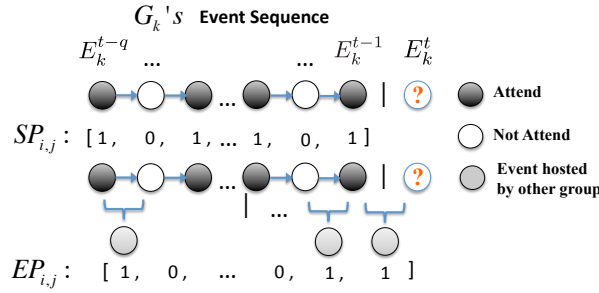 G_k's Event Sequence
E_k^{t-q} ... E_k^{t-1} E_k^t
... ...
... | ? Attend
SP_{i,j} : [ 1, 0, 1, ... 1, 0, 1 ] Not Attend
... | ? Event hosted
by other group
| ...
EP_{i,j} : [ 1, 0, ... 0, 1, 1 ]